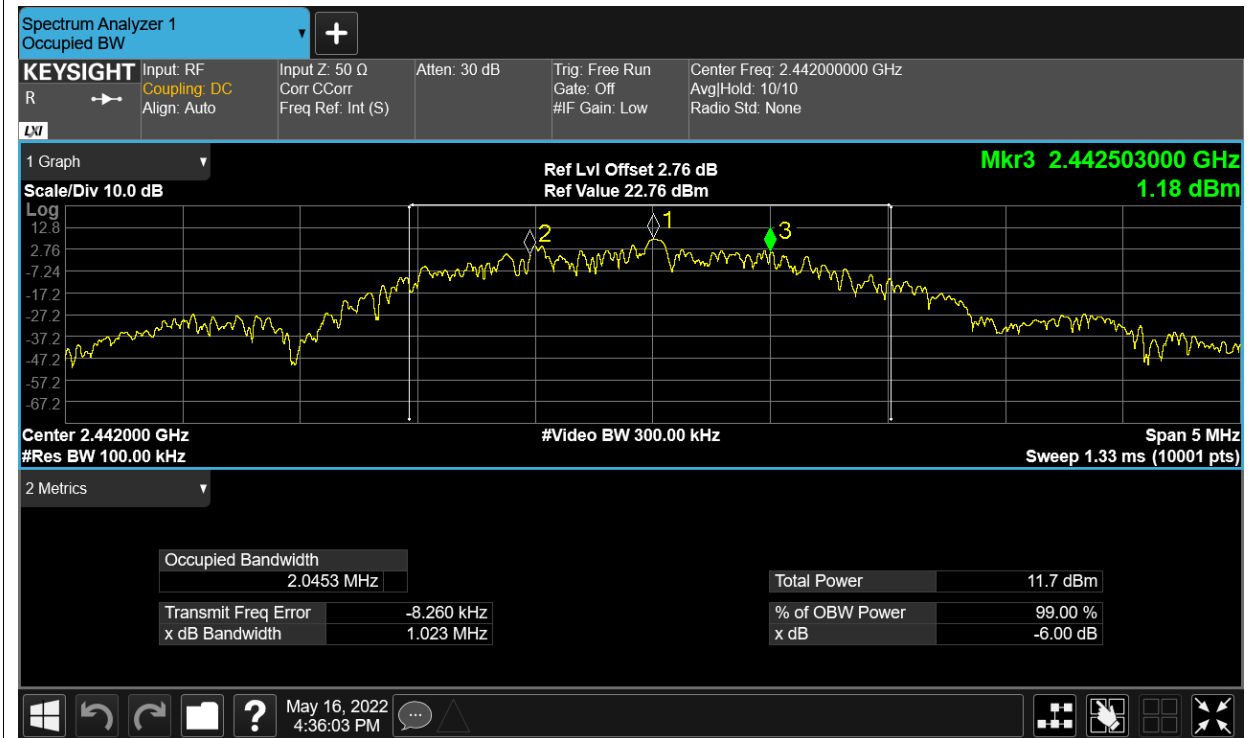 Spectrum Analyzer 1
Occupied BW
+
KEYSIGHT
R
LXI
Input: RF
Coupling: DC
Align: Auto
Input Z: 50 Ω
Corr CCorr
Freq Ref: Int (S)
Atten: 30 dB
Trig: Free Run
Gate: Off
#IF Gain: Low
Center Freq: 2.442000000 GHz
Avg|Hold: 10/10
Radio Std: None
1 Graph
Scale/Div 10.0 dB
Ref Lvl Offset 2.76 dB
Ref Value 22.76 dBm
Mkr3 2.442503000 GHz
1.18 dBm
Log
12.8
2.76
-7.24
-17.2
-27.2
-37.2
-47.2
-57.2
-67.2
2
1
3
Center 2.442000 GHz
#Res BW 100.00 kHz
#Video BW 300.00 kHz
Span 5 MHz
Sweep 1.33 ms (10001 pts)
2 Metrics
Occupied Bandwidth
2.0453 MHz
Transmit Freq Error -8.260 kHz
x dB Bandwidth 1.023 MHz
Total Power 11.7 dBm
% of OBW Power 99.00 %
x dB -6.00 dB
?
May 16, 2022
4:36:03 PM